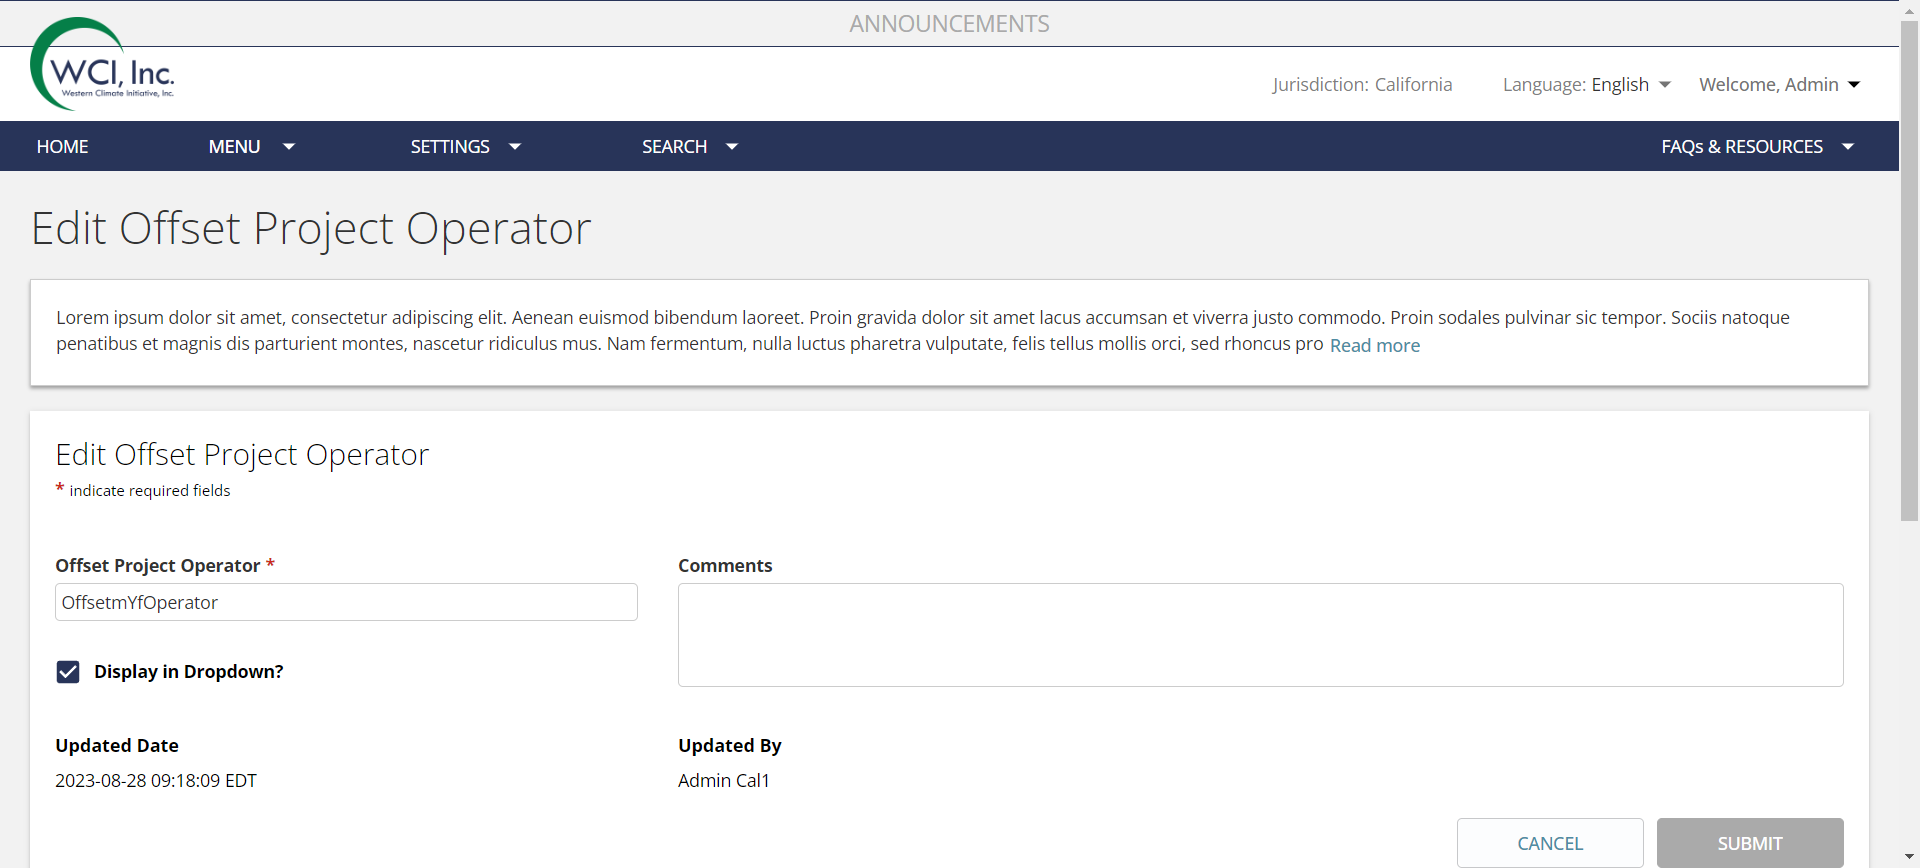 ANNOUNCEMENTS
WCI, Inc.
Western Climate Initiative, Inc.
Jurisdiction: California
Language: English
Welcome, Admin
HOME
MENU
SETTINGS
SEARCH
FAQs & RESOURCES
Edit Offset Project Operator
Lorem ipsum dolor sit amet, consectetur adipiscing elit. Aenean euismod bibendum laoreet. Proin gravida dolor sit amet lacus accumsan et viverra justo commodo. Proin sodales pulvinar sic tempor. Sociis natoque
penatibus et magnis dis parturient montes, nascetur ridiculus mus. Nam fermentum, nulla luctus pharetra vulputate, felis tellus mollis orci, sed rhoncus pro Read more
Edit Offset Project Operator
* indicate required fields
Offset Project Operator *
OffsetmYfOperator
Comments
Display in Dropdown?
Updated Date
2023-08-28 09:18:09 EDT
Updated By
Admin Cal1
CANCEL
SUBMIT